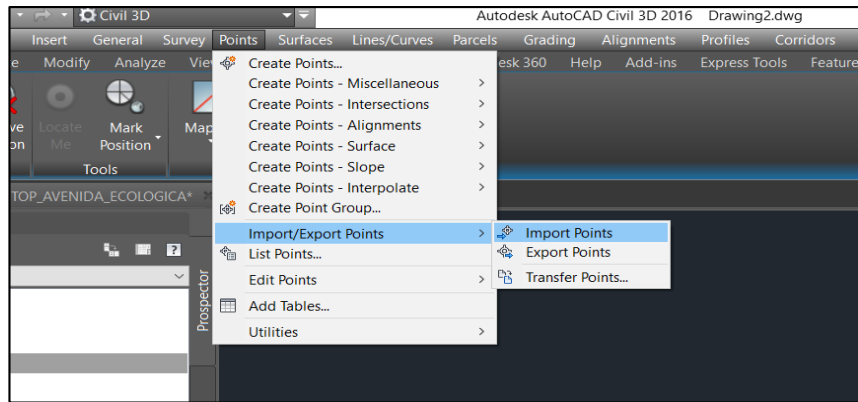 Civil 3D Autodesk AutoCAD Civil 3D 2016 Drawing2.dwg
Insert General Survey Points Surfaces Lines/Curves Parcels Grading Alignments Profiles Corridors
Modify Analyze 360 Help Add-ins Express Tools Feature
Create Points...
Create Points - Miscellaneous
Create Points - Intersections
Create Points - Alignments
Create Points - Surface
Create Points - Slope
Create Points - Interpolate
Create Point Group...
Import/Export Points
List Points...
Edit Points
Add Tables...
Utilities
Import Points
Export Points
Transfer Points...
Locate Me
Mark Position
Map
Tools
TOP_AVENIDA_ECOLOGICA*
Prospector